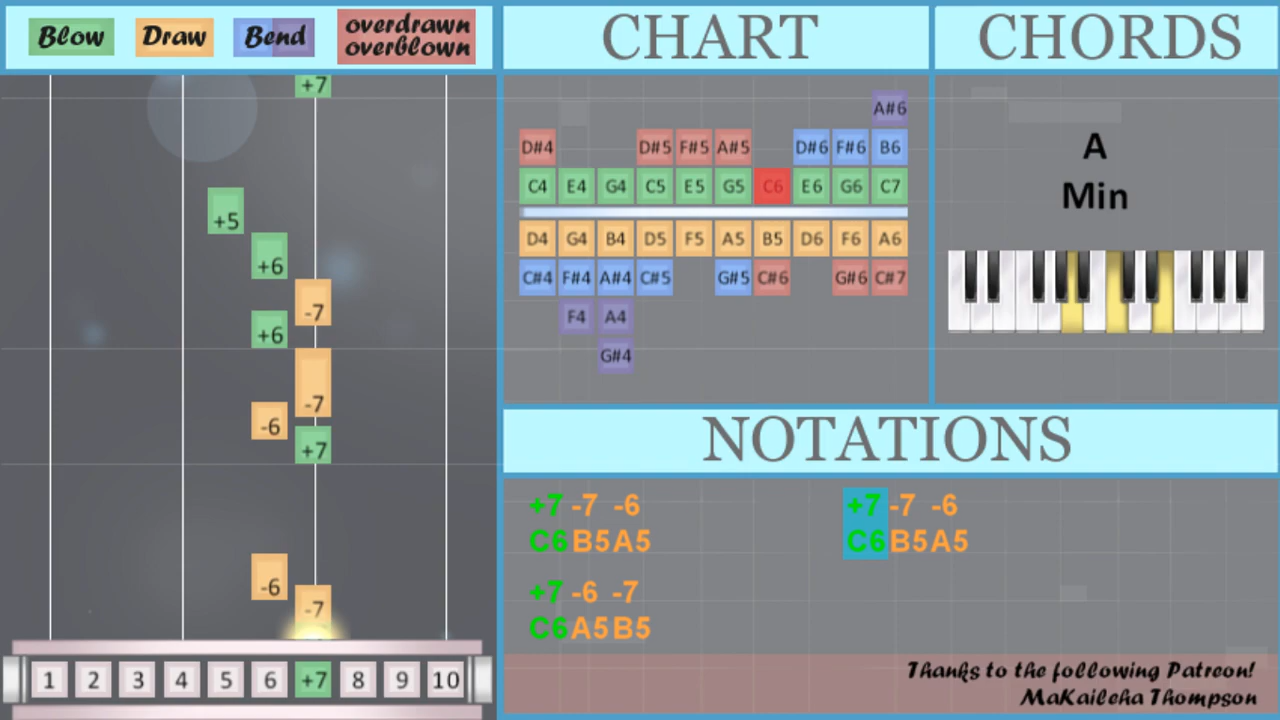 Blow Draw Bend overdrawn
overblown
CHART
CHORDS
+7
+5
+6
-7
+6
-7
-6
+7
-6
-7
1 2 3 4 5 6 +7 8 9 10
A#6
D#4 D#5 F#5 A#5 D#6 F#6 B6
C4 E4 G4 C5 E5 G5 C6 E6 G6 C7
D4 G4 B4 D5 F5 A5 B5 D6 F6 A6
C#4 F#4 A#4 C#5 G#5 C#6 G#6 C#7
F4 A4
G#4
A
Min
NOTATIONS
+7 -7 -6 +7 -7 -6
C6 B5 A5 C6 B5 A5
+7 -6 -7
C6 A5 B5
Thanks to the following Patreon!
MaKaileha Thompson